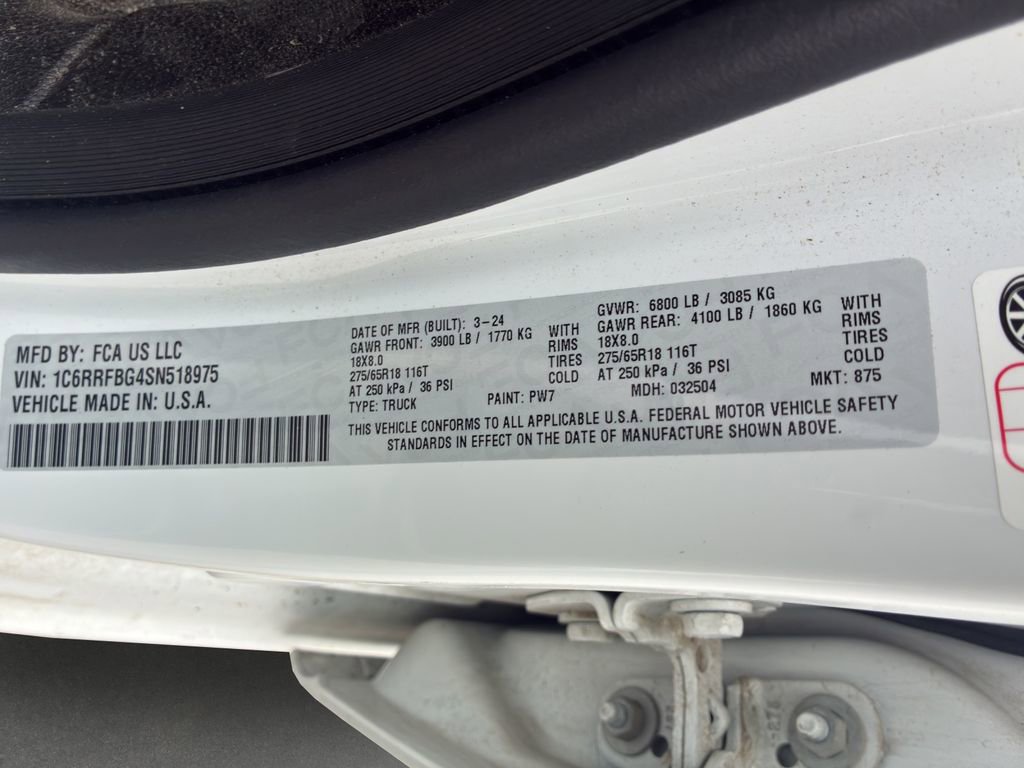 MFD BY: FCA US LLC
VIN: 1C6RRFBG4SN518975
VEHICLE MADE IN: U.S.A.
DATE OF MFR (BUILT): 3-24
GAWR FRONT: 3900 LB / 1770 KG WITH
18X8.0 RIMS
275/65R18 116T TIRES
AT 250 kPa / 36 PSI COLD
TYPE: TRUCK PAINT: PW7
GVWR: 6800 LB / 3085 KG
GAWR REAR: 4100 LB / 1860 KG WITH
18X8.0 RIMS
275/65R18 116T TIRES
AT 250 kPa / 36 PSI COLD
MDH: 032504 MKT: 875
THIS VEHICLE CONFORMS TO ALL APPLICABLE U.S.A. FEDERAL MOTOR VEHICLE SAFETY
STANDARDS IN EFFECT ON THE DATE OF MANUFACTURE SHOWN ABOVE.